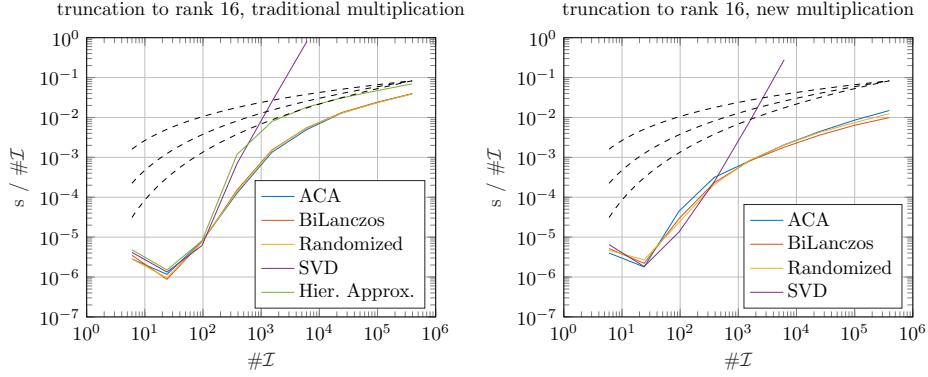 truncation to rank 16, traditional multiplication
10^0
10^−1
10^−2
10^−3
10^−4
10^−5
10^−6
10^−7
s / #ℐ
ACA
BiLanczos
Randomized
SVD
Hier. Approx.
10^0 10^1 10^2 10^3 10^4 10^5 10^6
#ℐ
truncation to rank 16, new multiplication
10^0
10^−1
10^−2
10^−3
10^−4
10^−5
10^−6
10^−7
s / #ℐ
ACA
BiLanczos
Randomized
SVD
10^0 10^1 10^2 10^3 10^4 10^5 10^6
#ℐ